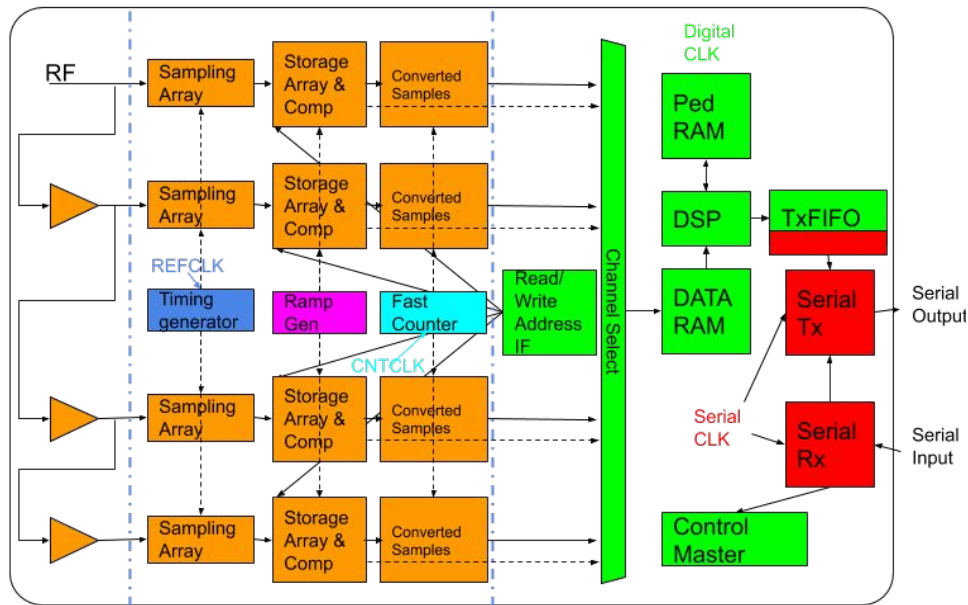 Digital
CLK
RF
Sampling
Array
Storage
Array &
Comp
Converted
Samples
Ped
RAM
Sampling
Array
Storage
Array &
Comp
Converted
Samples
DSP
TxFIFO
REFCLK
Timing
generator
Ramp
Gen
Fast
Counter
CNTCLK
Read/
Write
Address
IF
Channel Select
DATA
RAM
Serial
Tx
Serial
Output
Sampling
Array
Storage
Array &
Comp
Converted
Samples
Serial
CLK
Serial
Rx
Serial
Input
Sampling
Array
Storage
Array &
Comp
Converted
Samples
Control
Master